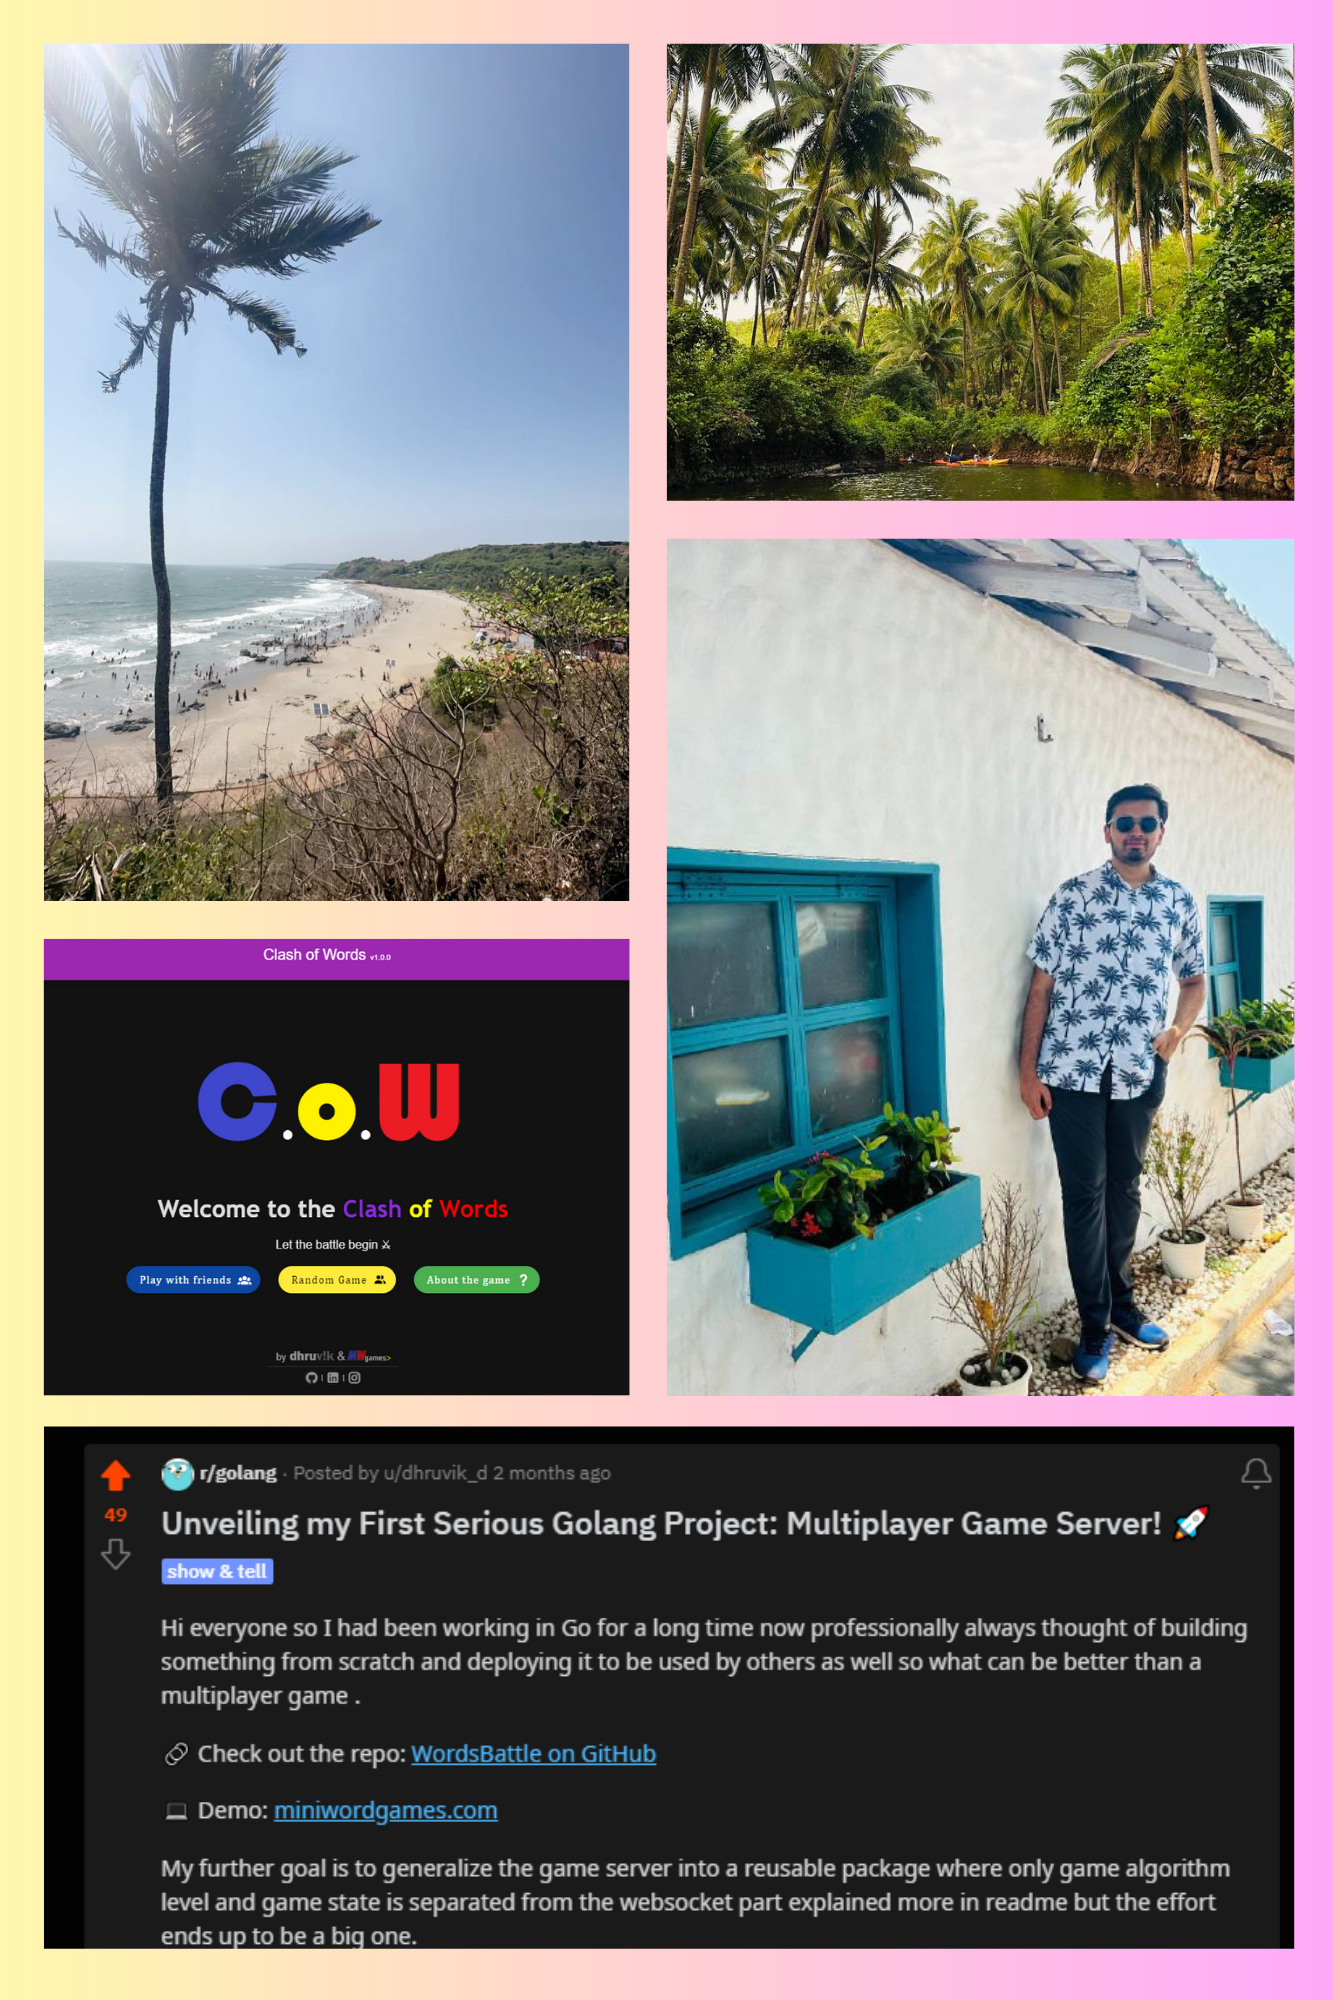 Clash of Words v1.0.0
C.o.W
Welcome to the Clash of Words
Let the battle begin ⚔
Play with friends
Random Game
About the game ?
by dhruv!k & MWgames>
r/golang · Posted by u/dhruvik_d 2 months ago
49
Unveiling my First Serious Golang Project: Multiplayer Game Server! 🚀
show & tell
Hi everyone so I had been working in Go for a long time now professionally always thought of building
something from scratch and deploying it to be used by others as well so what can be better than a
multiplayer game .
🔗 Check out the repo: WordsBattle on GitHub
💻 Demo: miniwordgames.com
My further goal is to generalize the game server into a reusable package where only game algorithm
level and game state is separated from the websocket part explained more in readme but the effort
ends up to be a big one.